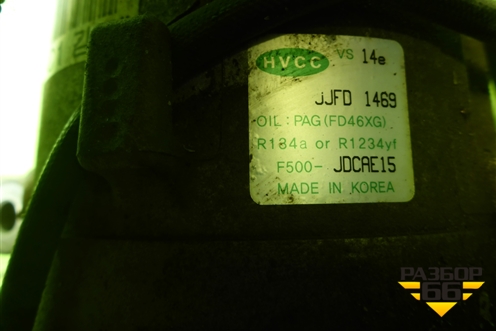 HVCC VS 14e
JJFD 1469
OIL: PAG(FD46XG)
R134a or R1234yf
F500- JDCAE15
MADE IN KOREA
РАЗБОР
66